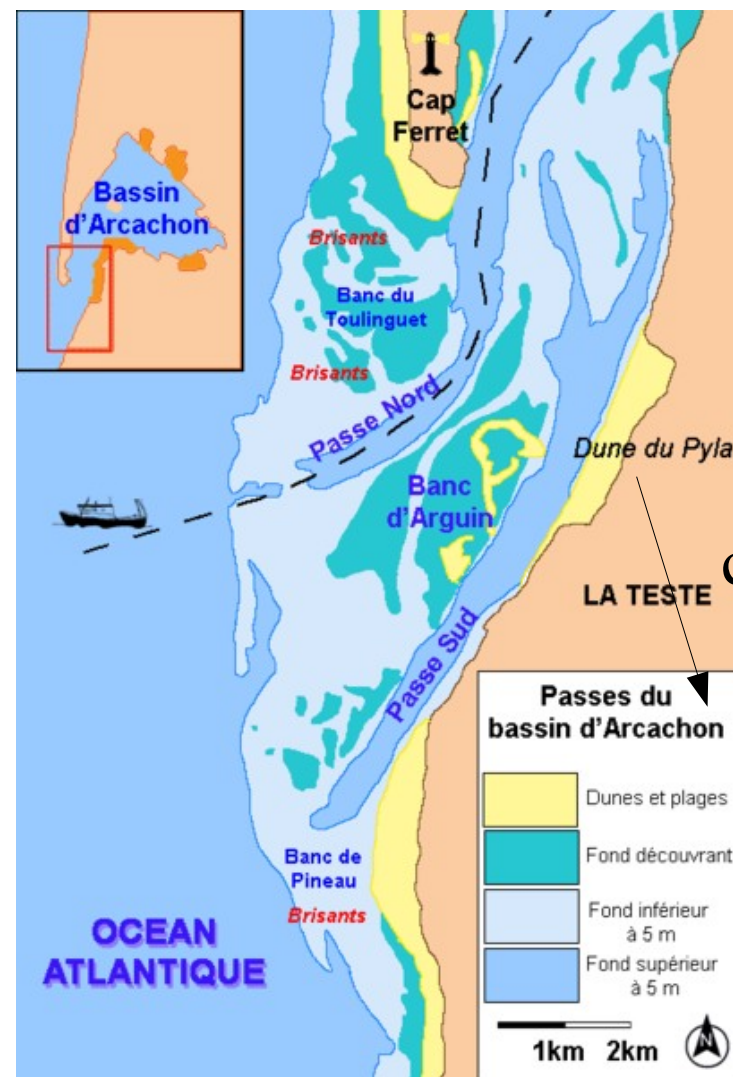 Bassin
d'Arcachon
Cap
Ferret
Brisants
Banc du
Toulinguet
Brisants
Passe Nord
Dune du Pyla
Banc
d'Arguin
LA TESTE
Passe Sud
Banc de
Pineau
Brisants
OCEAN
ATLANTIQUE
Passes du
bassin d'Arcachon
Dunes et plages
Fond découvrant
Fond inférieur
à 5 m
Fond supérieur
à 5 m
1km 2km
N